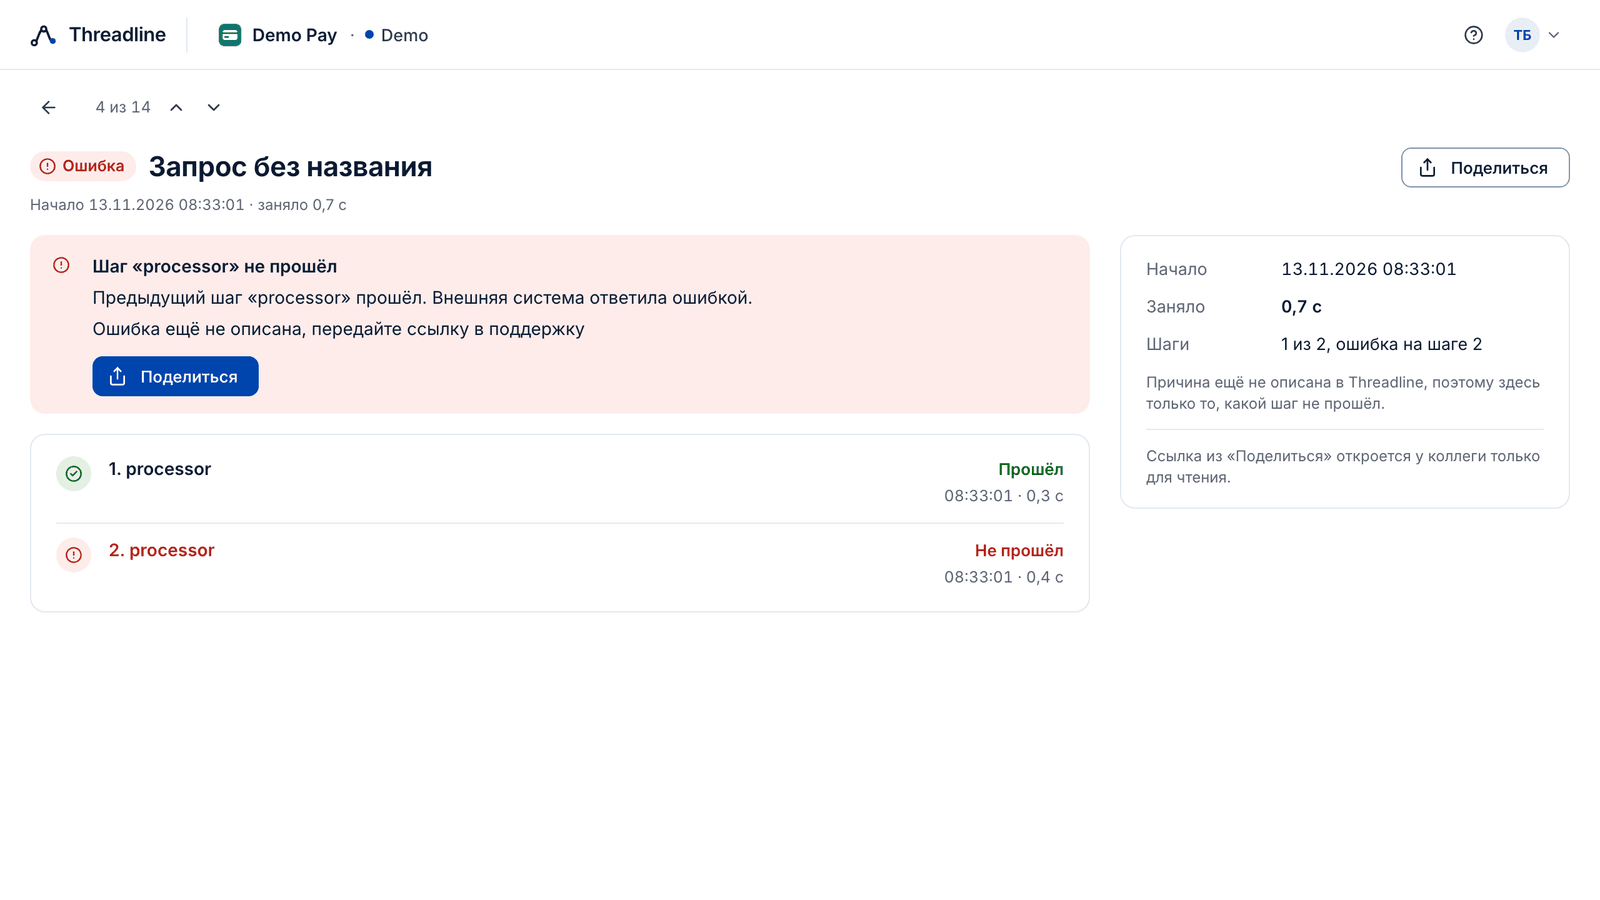 Threadline
Demo Pay · Demo
ТБ
4 из 14
Ошибка
Запрос без названия
Поделиться
Начало 13.11.2026 08:33:01 · заняло 0,7 с
Шаг «processor» не прошёл
Предыдущий шаг «processor» прошёл. Внешняя система ответила ошибкой.
Ошибка ещё не описана, передайте ссылку в поддержку
Поделиться
1. processor
Прошёл
08:33:01 · 0,3 с
2. processor
Не прошёл
08:33:01 · 0,4 с
Начало 13.11.2026 08:33:01
Заняло 0,7 с
Шаги 1 из 2, ошибка на шаге 2
Причина ещё не описана в Threadline, поэтому здесь
только то, какой шаг не прошёл.
Ссылка из «Поделиться» откроется у коллеги только
для чтения.